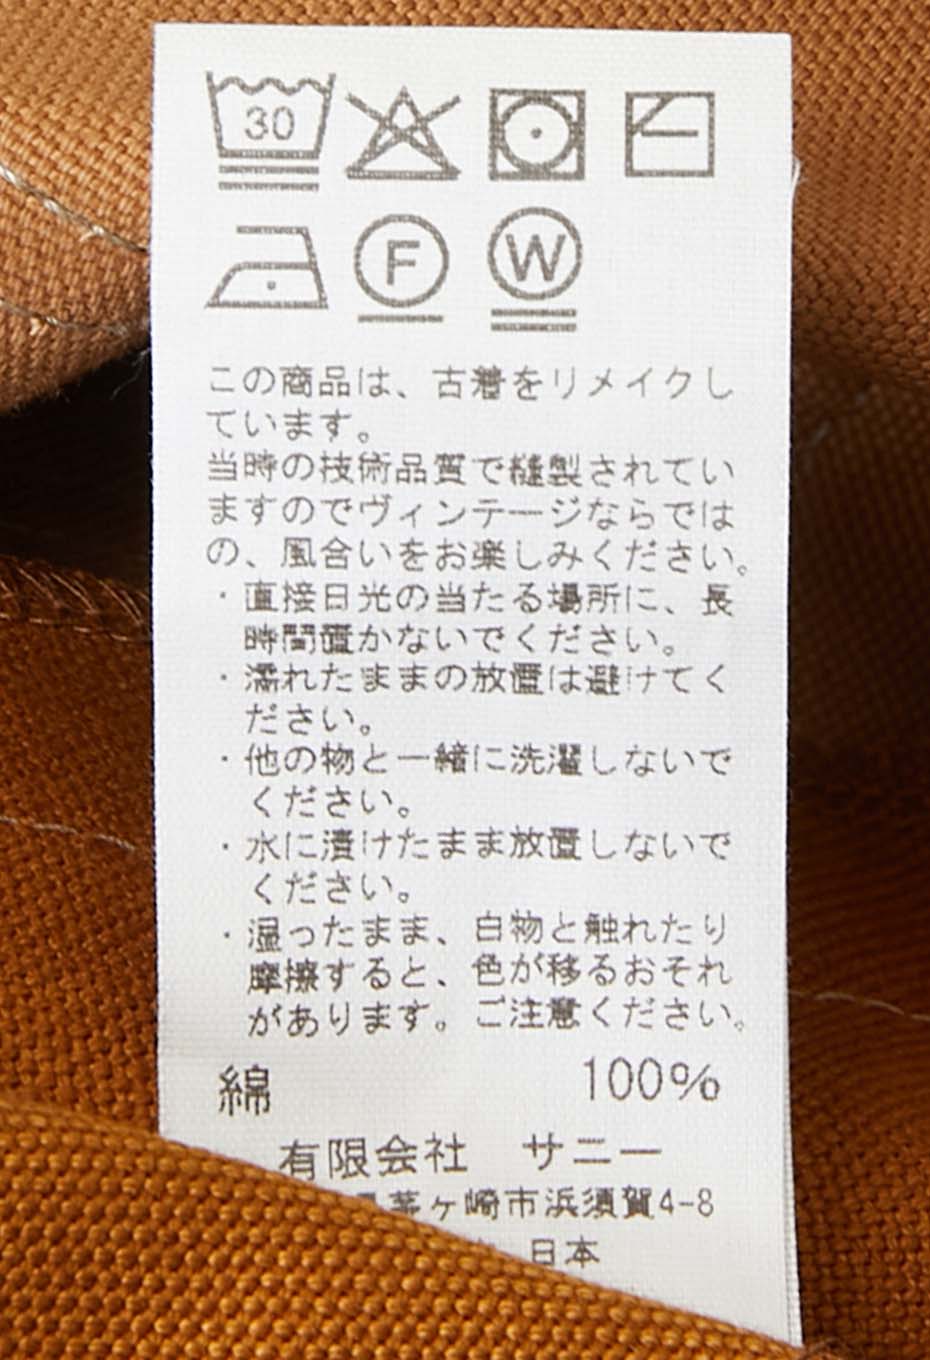 30
F W
この商品は、古着をリメイクし
ています。
当時の技術品質で縫製されてい
ますのでヴィンテージならでは
の、風合いをお楽しみください。
・直接日光の当たる場所に、長
時間置かないでください。
・濡れたままの放置は避けてく
ださい。
・他の物と一緒に洗濯しないで
ください。
・水に漬けたまま放置しないで
ください。
・湿ったまま、白物と触れたり
摩擦すると、色が移るおそれ
があります。ご注意ください。
綿 100%
有限会社 サニー
茅ヶ崎市浜須賀4-8
日本